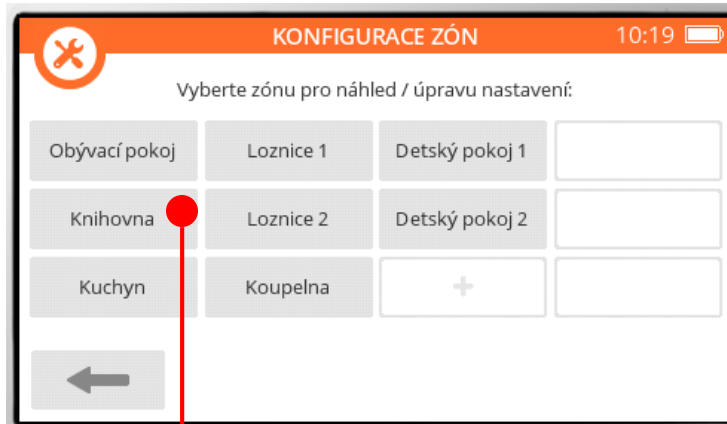 KONFIGURACE ZÓN 10:19
Vyberte zónu pro náhled / úpravu nastavení:
Obývací pokoj Loznice 1 Detský pokoj 1
Knihovna Loznice 2 Detský pokoj 2
Kuchyn Koupelna +